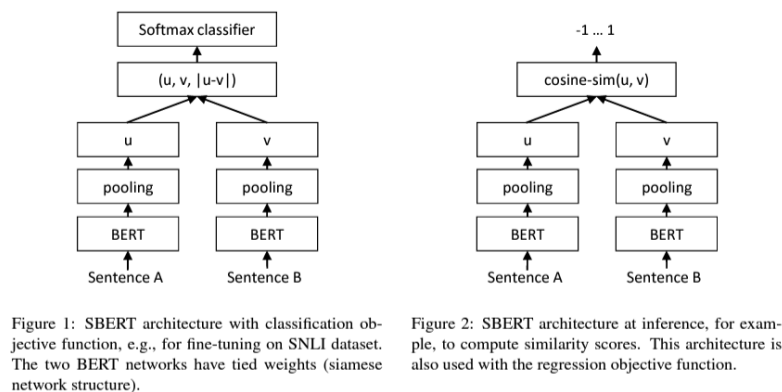 Softmax classifier
(u, v, |u-v|)
u
v
pooling
pooling
BERT
BERT
Sentence A
Sentence B
Figure 1: SBERT architecture with classification ob-
jective function, e.g., for fine-tuning on SNLI dataset.
The two BERT networks have tied weights (siamese
network structure).
-1 … 1
cosine-sim(u, v)
u
v
pooling
pooling
BERT
BERT
Sentence A
Sentence B
Figure 2: SBERT architecture at inference, for exam-
ple, to compute similarity scores. This architecture is
also used with the regression objective function.